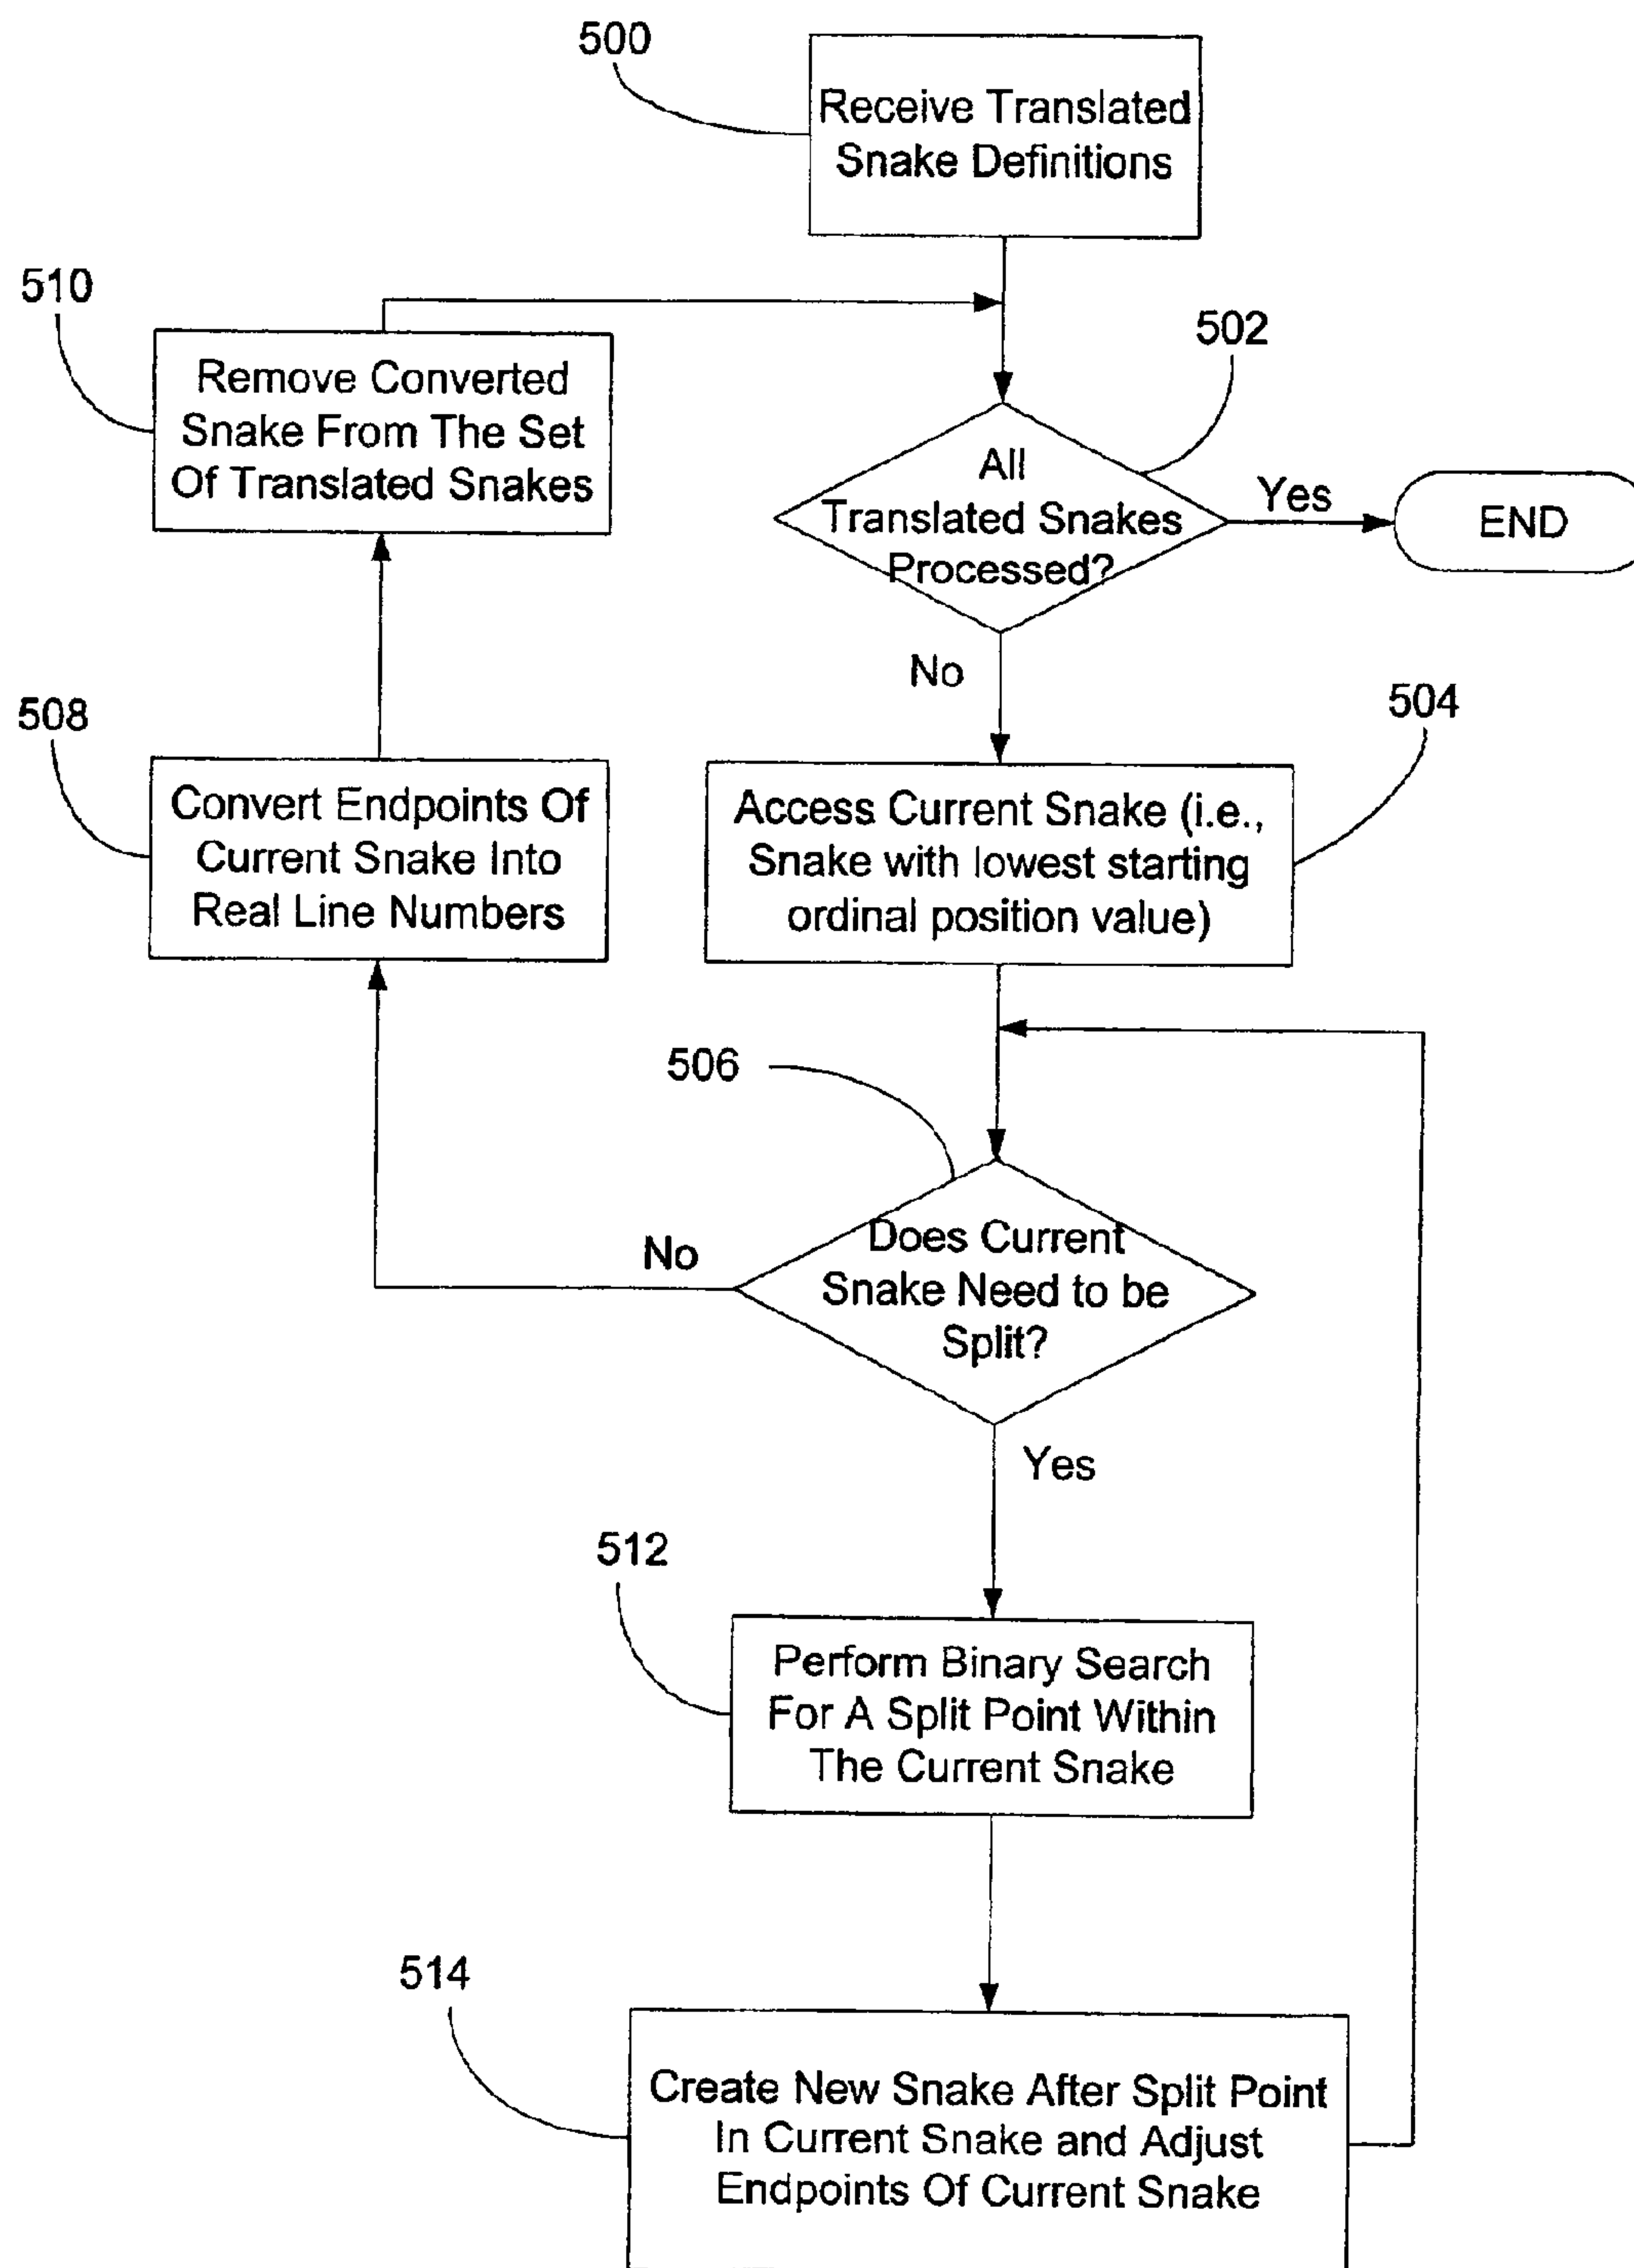 500
Receive Translated
Snake Definitions
510
Remove Converted
Snake From The Set
Of Translated Snakes
502
All
Translated Snakes
Processed?
Yes
END
No
508
Convert Endpoints Of
Current Snake Into
Real Line Numbers
504
Access Current Snake (i.e.,
Snake with lowest starting
ordinal position value)
506
Does Current
Snake Need to be
Split?
No
Yes
512
Perform Binary Search
For A Split Point Within
The Current Snake
514
Create New Snake After Split Point
In Current Snake and Adjust
Endpoints Of Current Snake